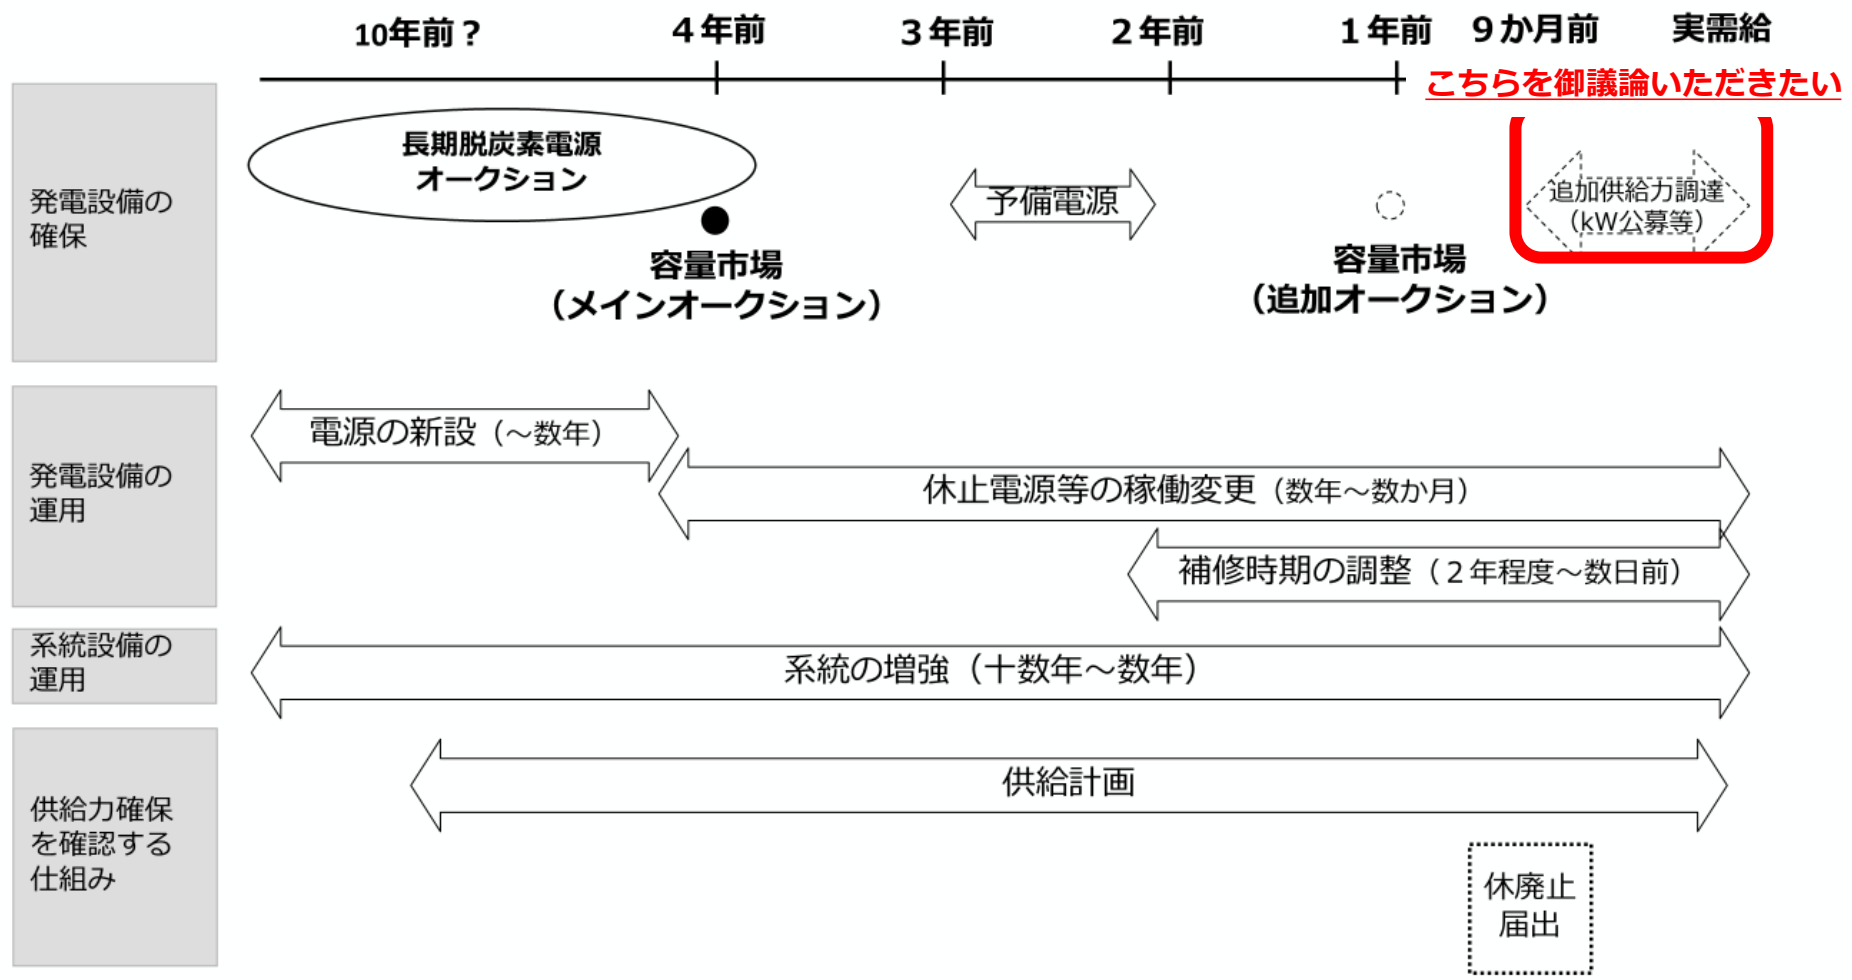 10年前？
４年前
３年前
２年前
１年前
９か月前
実需給
こちらを御議論いただきたい
発電設備の
確保
長期脱炭素電源
オークション
容量市場
（メインオークション）
予備電源
容量市場
（追加オークション）
追加供給力調達
（kW公募等）
発電設備の
運用
電源の新設（～数年）
休止電源等の稼働変更（数年～数か月）
補修時期の調整（２年程度～数日前）
系統設備の
運用
系統の増強（十数年～数年）
供給力確保
を確認する
仕組み
供給計画
休廃止
届出